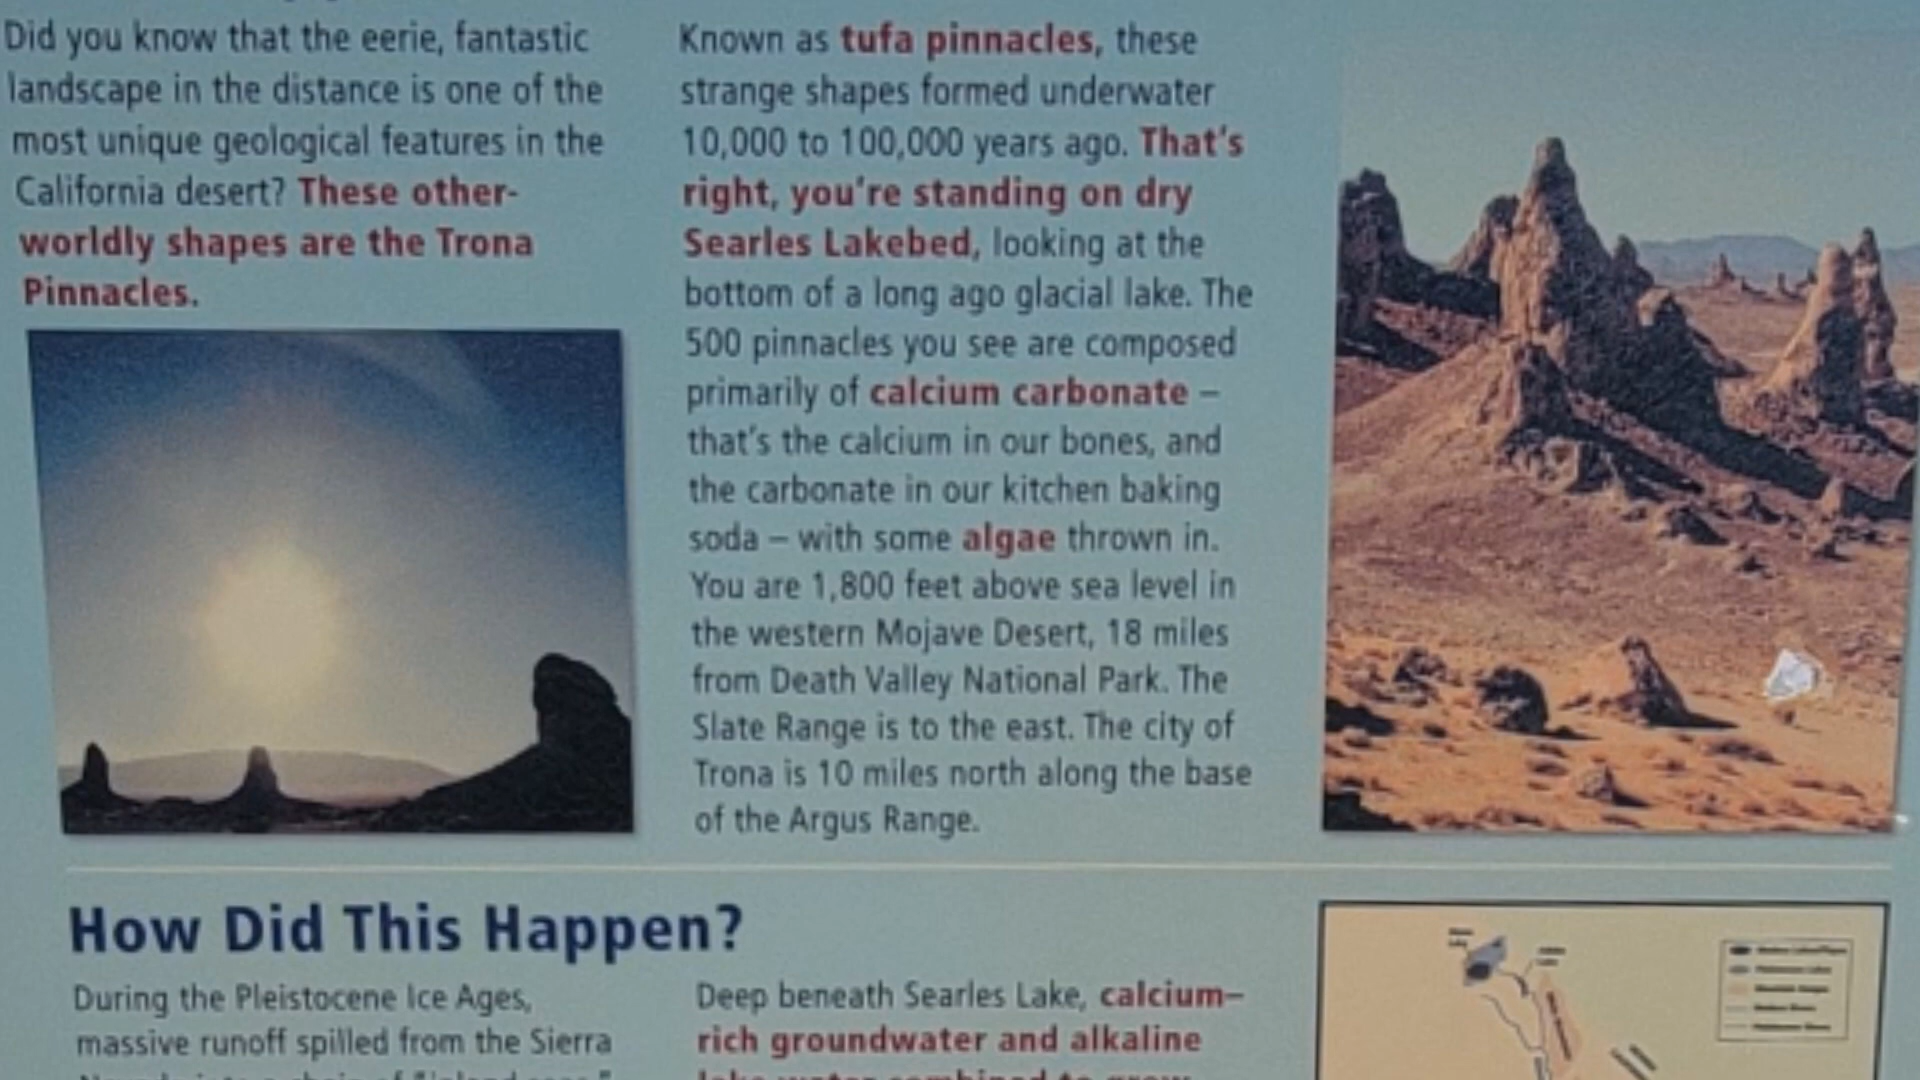 Did you know that the eerie, fantastic
landscape in the distance is one of the
most unique geological features in the
California desert? These other-
worldly shapes are the Trona
Pinnacles.
Known as tufa pinnacles, these
strange shapes formed underwater
10,000 to 100,000 years ago. That's
right, you're standing on dry
Searles Lakebed, looking at the
bottom of a long ago glacial lake. The
500 pinnacles you see are composed
primarily of calcium carbonate –
that's the calcium in our bones, and
the carbonate in our kitchen baking
soda – with some algae thrown in.
You are 1,800 feet above sea level in
the western Mojave Desert, 18 miles
from Death Valley National Park. The
Slate Range is to the east. The city of
Trona is 10 miles north along the base
of the Argus Range.
How Did This Happen?
During the Pleistocene Ice Ages,
massive runoff spilled from the Sierra
Deep beneath Searles Lake, calcium–
rich groundwater and alkaline
lake water combined to grow